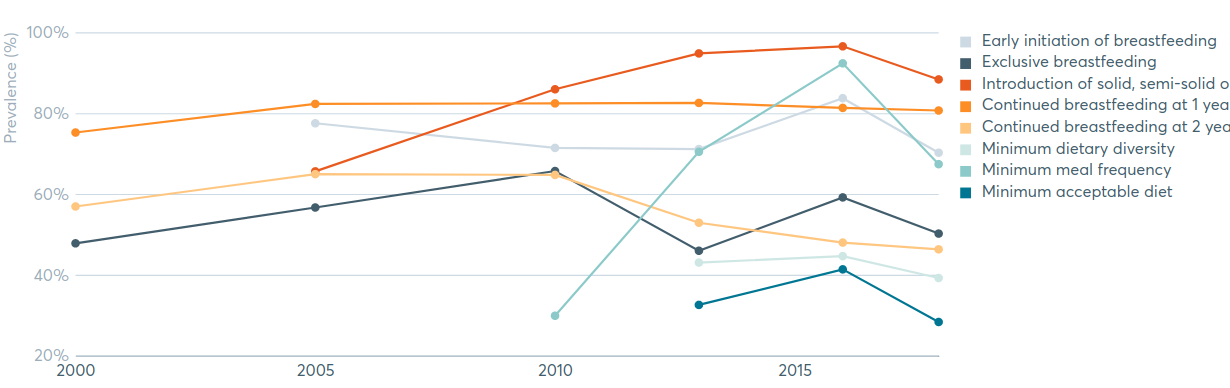 Prevalence (%)
100%
80%
60%
40%
20%
2000
2005
2010
2015
Early initiation of breastfeeding
Exclusive breastfeeding
Introduction of solid, semi-solid o
Continued breastfeeding at 1 yea
Continued breastfeeding at 2 yea
Minimum dietary diversity
Minimum meal frequency
Minimum acceptable diet